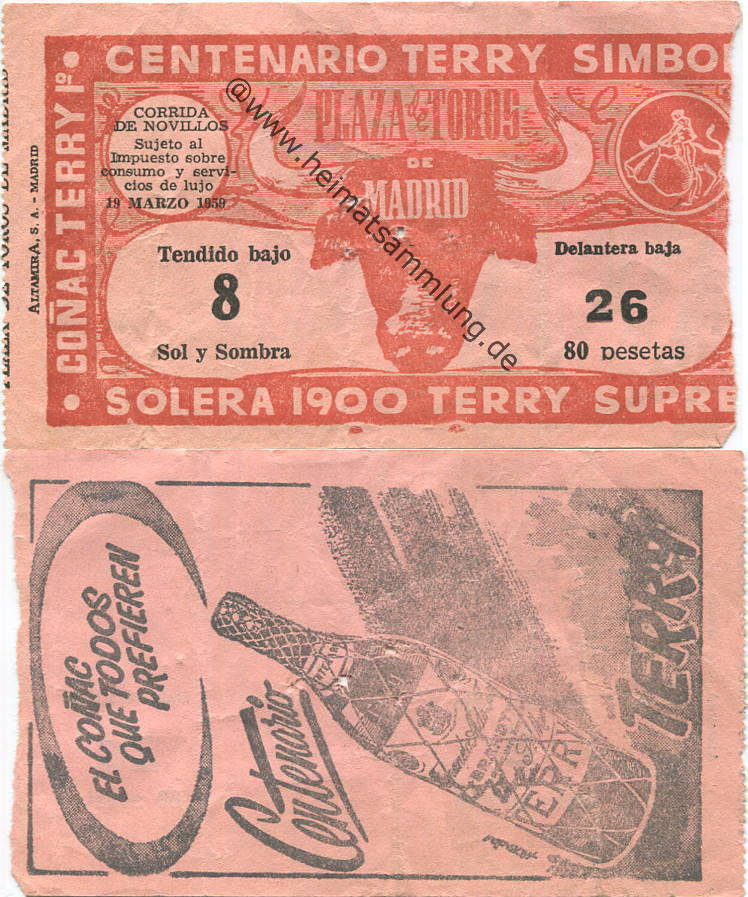 CENTENARIO TERRY SIMBO
COÑAC TERRY 1º
ALTAMIRA, S. A. - MADRID
PLAZA de TOROS
DE
MADRID
CORRIDA
DE NOVILLOS
Sujeto al
Impuesto sobre
consumo y servi-
cios de lujo
19 MARZO 1959
Tendido bajo
8
Sol y Sombra
Delantera baja
26
80 pesetas
SOLERA 1900 TERRY SUPRE
@www.heimatsammlung.de
EL COÑAC
QUE TODOS
PREFIEREN
Centenario
TERRY
TERRY